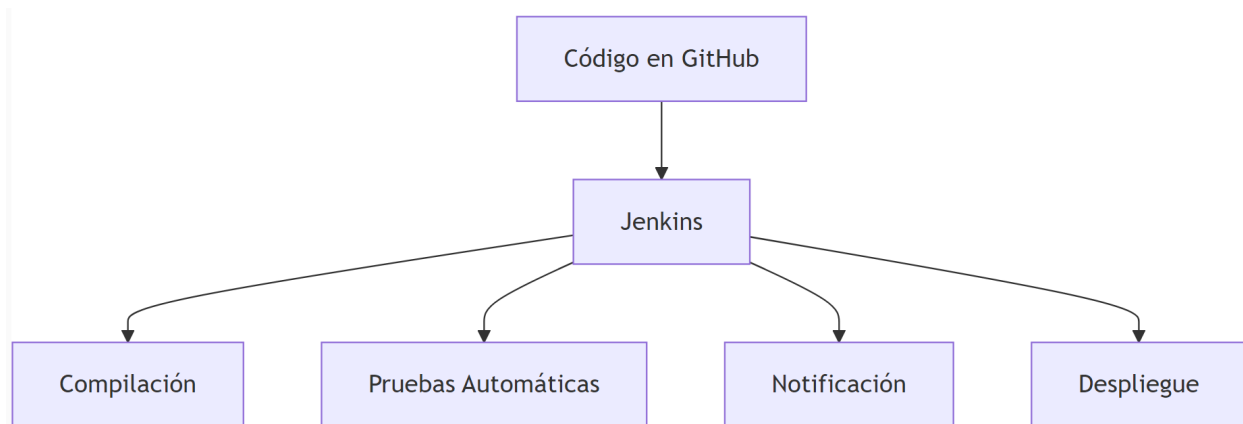 Código en GitHub
Jenkins
Compilación
Pruebas Automáticas
Notificación
Despliegue